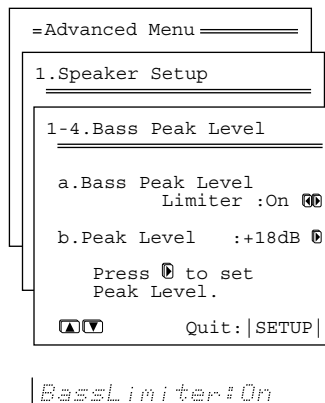 =Advanced Menu
1.Speaker Setup
1-4.Bass Peak Level
a.Bass Peak Level
Limiter :On
b.Peak Level :+18dB
Press to set
Peak Level.
Quit:|SETUP|
BassLimiter:On